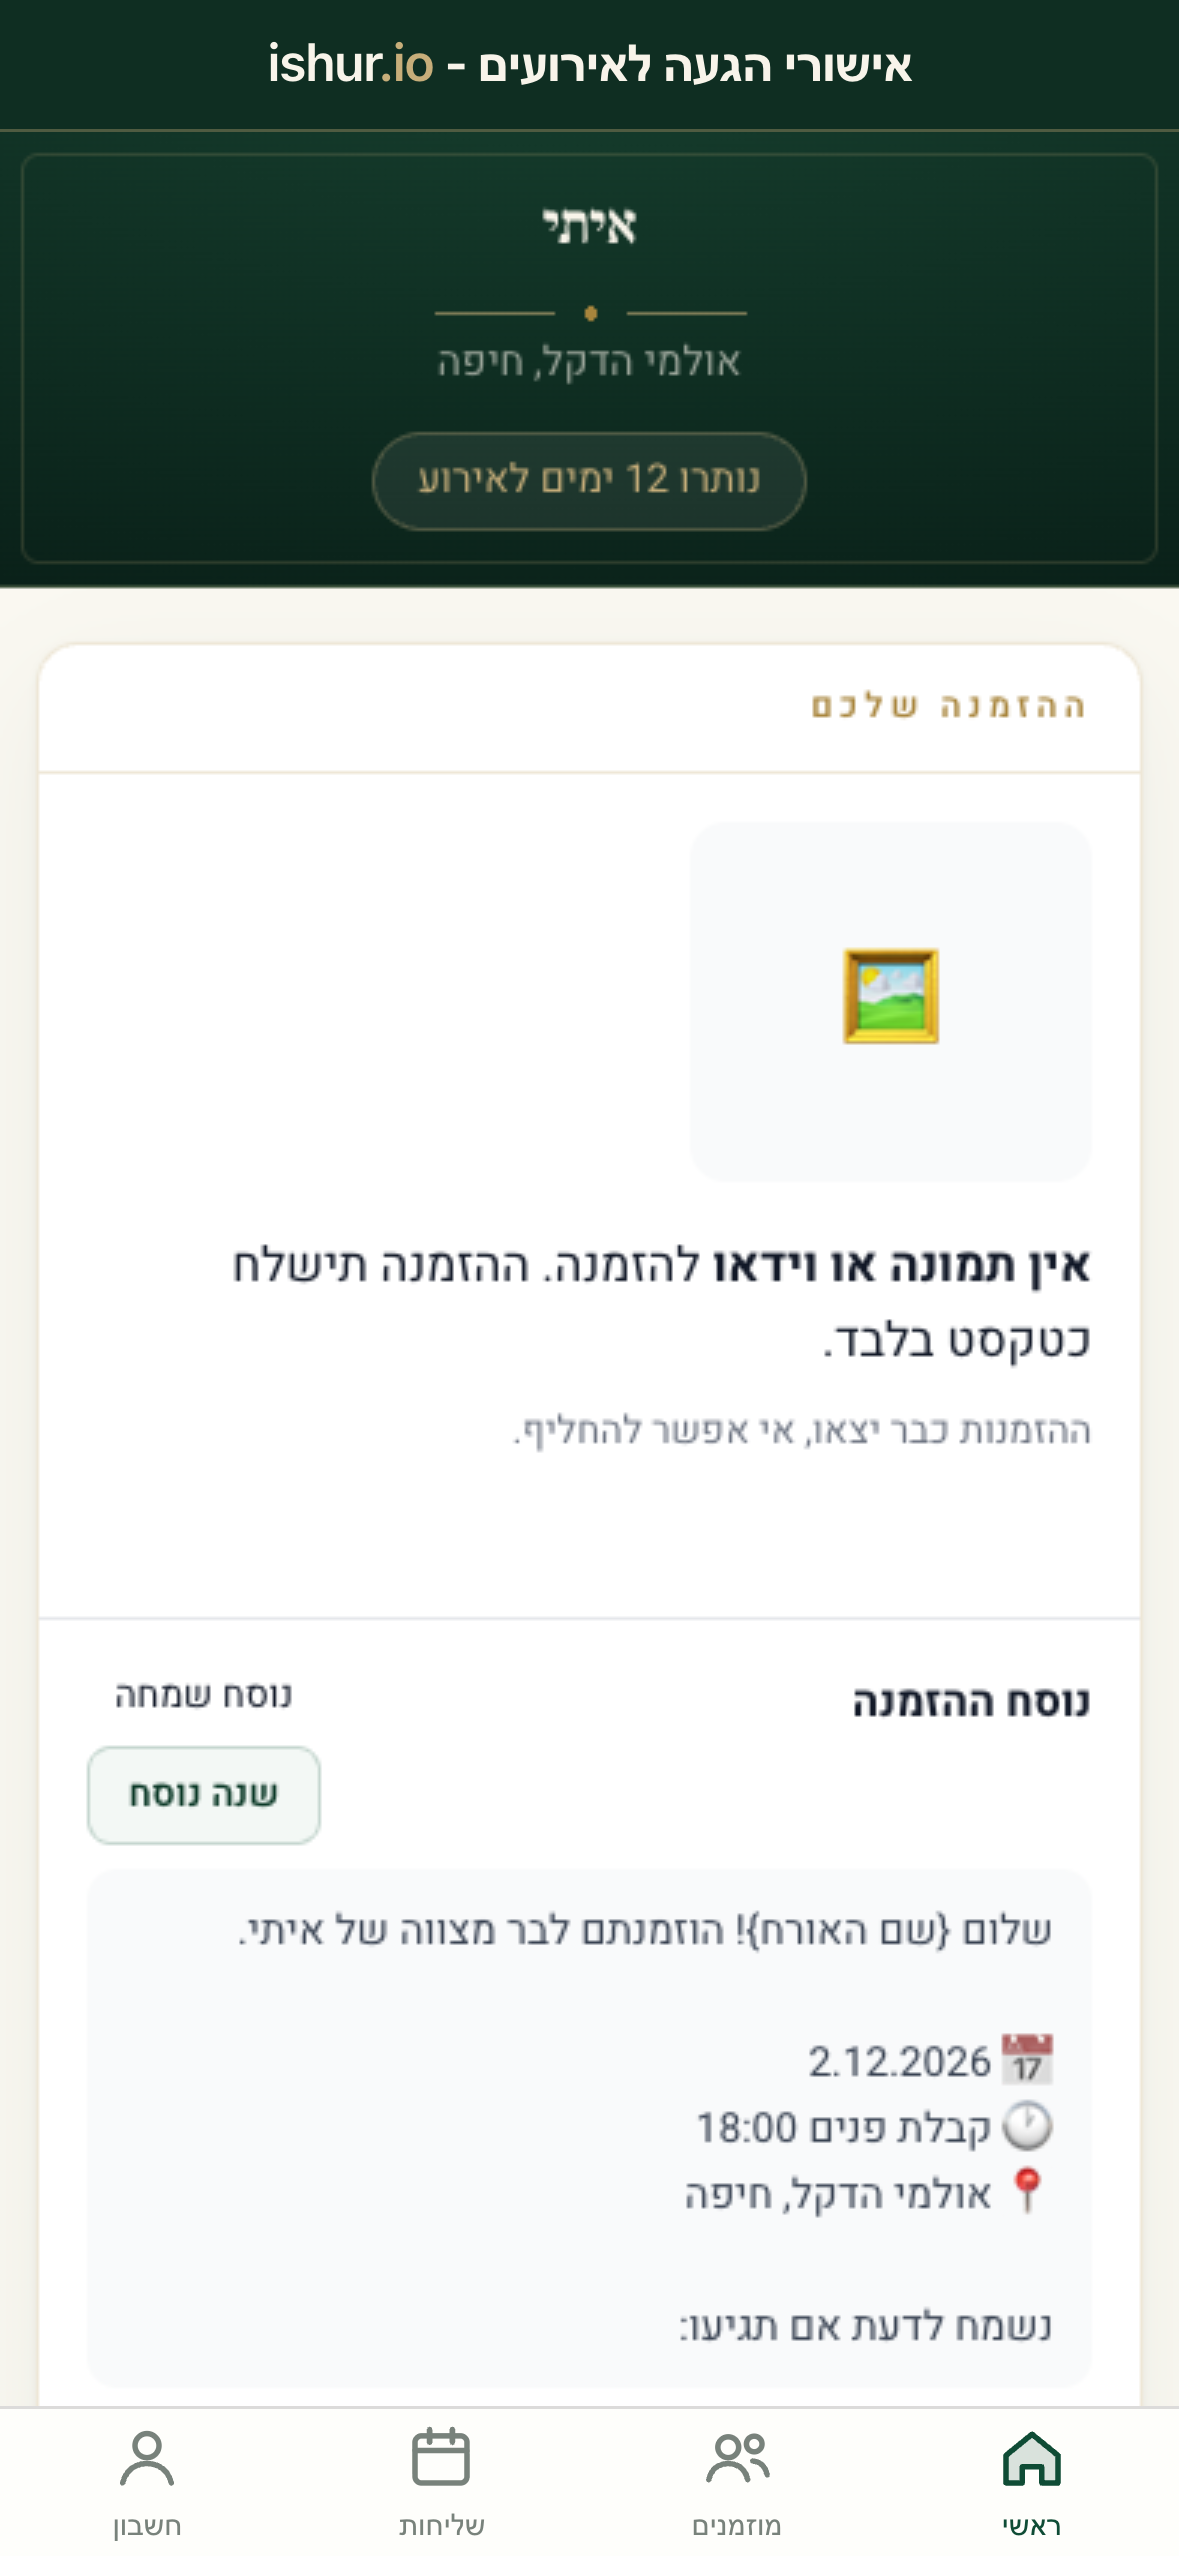 אישורי הגעה לאירועים - ishur.io
איתי
אולמי הדקל, חיפה
נותרו 12 ימים לאירוע
ההזמנה שלכם
אין תמונה או וידאו להזמנה. ההזמנה תישלח
כטקסט בלבד.
ההזמנות כבר יצאו, אי אפשר להחליף.
נוסח ההזמנה
נוסח שמחה
שנה נוסח
שלום {שם האורח}! הוזמנתם לבר מצווה של איתי.
17
2.12.2026
קבלת פנים 18:00
אולמי הדקל, חיפה
נשמח לדעת אם תגיעו:
ראשי
מוזמנים
שליחות
חשבון